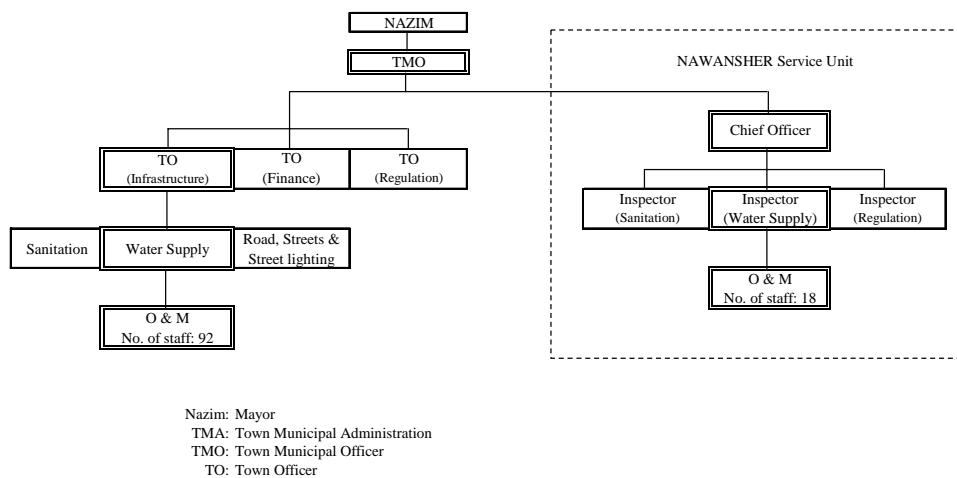 NAZIM
TMO
NAWANSHER Service Unit
Chief Officer
TO
(Infrastructure)
TO
(Finance)
TO
(Regulation)
Inspector
(Sanitation)
Inspector
(Water Supply)
Inspector
(Regulation)
Sanitation
Water Supply
Road, Streets &
Street lighting
O & M
No. of staff: 18
O & M
No. of staff: 92
Nazim: Mayor
TMA: Town Municipal Administration
TMO: Town Municipal Officer
TO: Town Officer